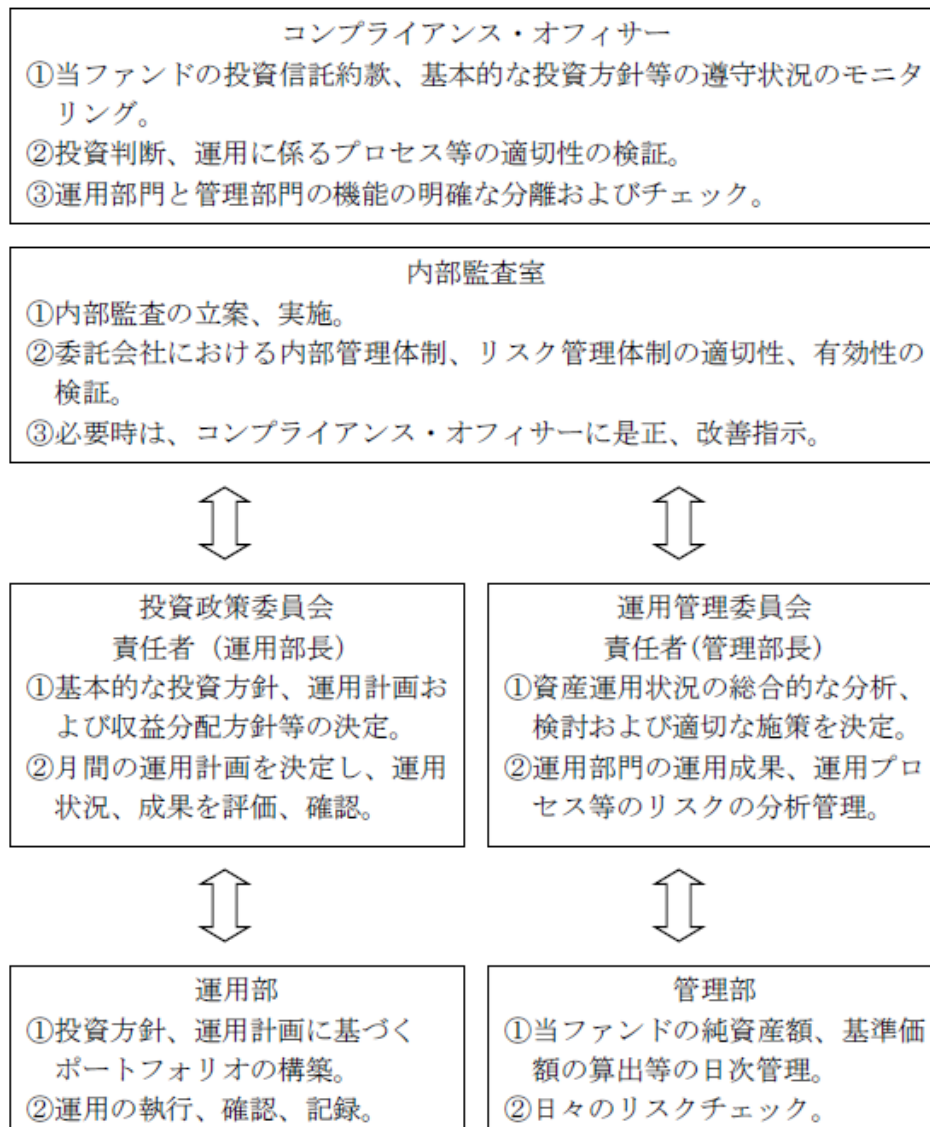 コンプライアンス・オフィサー
①当ファンドの投資信託約款、基本的な投資方針等の遵守状況のモニタ
リング。
②投資判断、運用に係るプロセス等の適切性の検証。
③運用部門と管理部門の機能の明確な分離およびチェック。
内部監査室
①内部監査の立案、実施。
②委託会社における内部管理体制、リスク管理体制の適切性、有効性の
検証。
③必要時は、コンプライアンス・オフィサーに是正、改善指示。
投資政策委員会
責任者（運用部長）
①基本的な投資方針、運用計画お
よび収益分配方針等の決定。
②月間の運用計画を決定し、運用
状況、成果を評価、確認。
運用管理委員会
責任者(管理部長)
①資産運用状況の総合的な分析、
検討および適切な施策を決定。
②運用部門の運用成果、運用プロ
セス等のリスクの分析管理。
運用部
①投資方針、運用計画に基づく
ポートフォリオの構築。
②運用の執行、確認、記録。
管理部
①当ファンドの純資産額、基準価
額の算出等の日次管理。
②日々のリスクチェック。